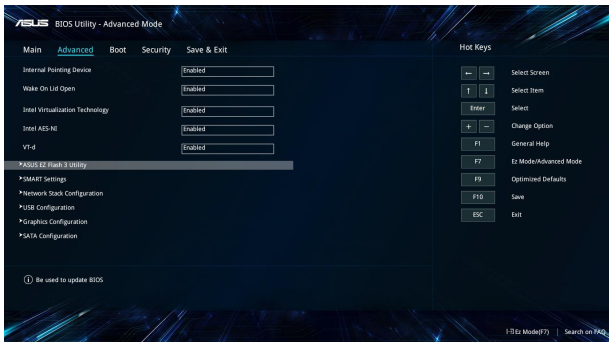 ASUS BIOS Utility - Advanced Mode
Main Advanced Boot Security Save & Exit
Internal Pointing Device Enabled
Wake On Lid Open Enabled
Intel Virtualization Technology Enabled
Intel AES-NI Enabled
VT-d Enabled
➤ASUS EZ Flash 3 Utility
➤SMART Settings
➤Network Stack Configuration
➤USB Configuration
➤Graphics Configuration
➤SATA Configuration
i Be used to update BIOS
Hot Keys
← → Select Screen
↑ ↓ Select Item
Enter Select
+ − Change Option
F1 General Help
F7 Ez Mode/Advanced Mode
F9 Optimized Defaults
F10 Save
ESC Exit
Ez Mode(F7) | Search on FAQ